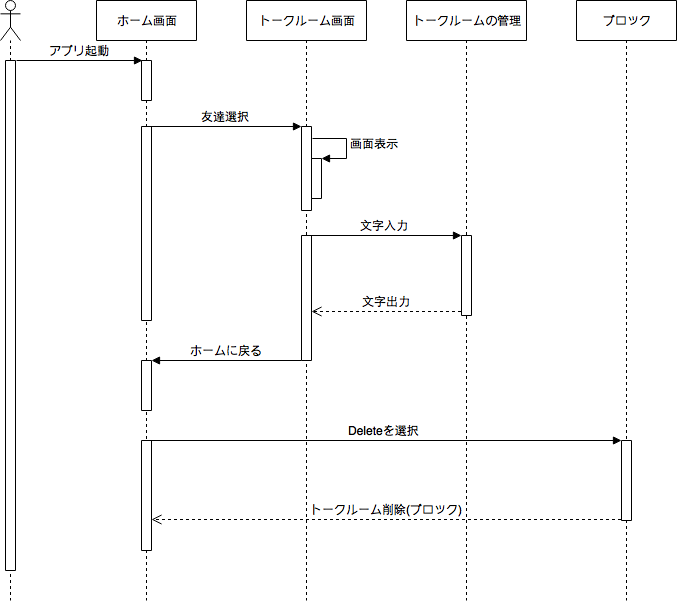 ホーム画面
トークルーム画面
トークルームの管理
ブロック
アプリ起動
友達選択
画面表示
文字入力
文字出力
ホームに戻る
Deleteを選択
トークルーム削除(ブロック)